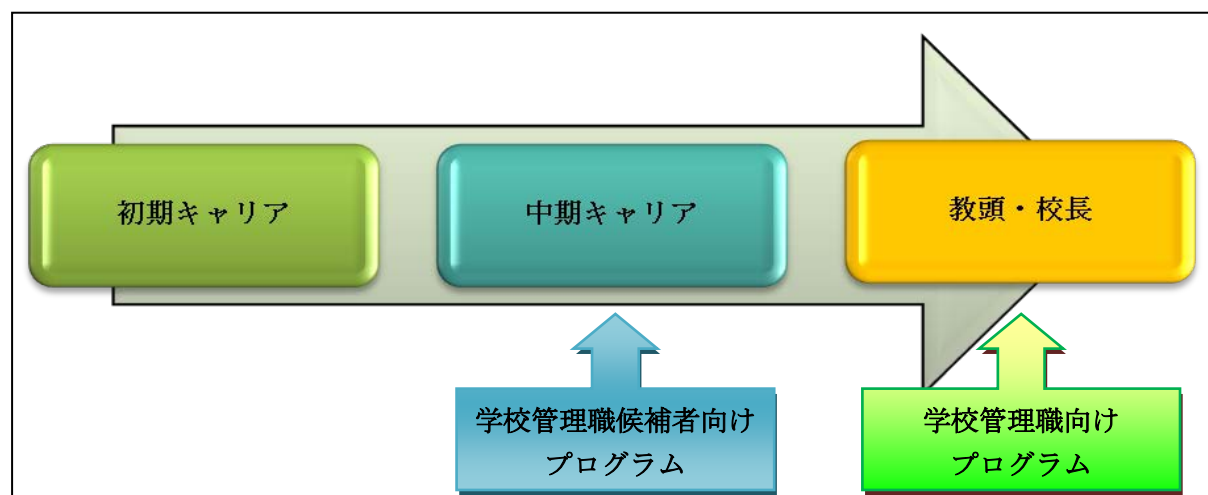 初期キャリア
中期キャリア
教頭・校長
学校管理職候補者向け
プログラム
学校管理職向け
プログラム